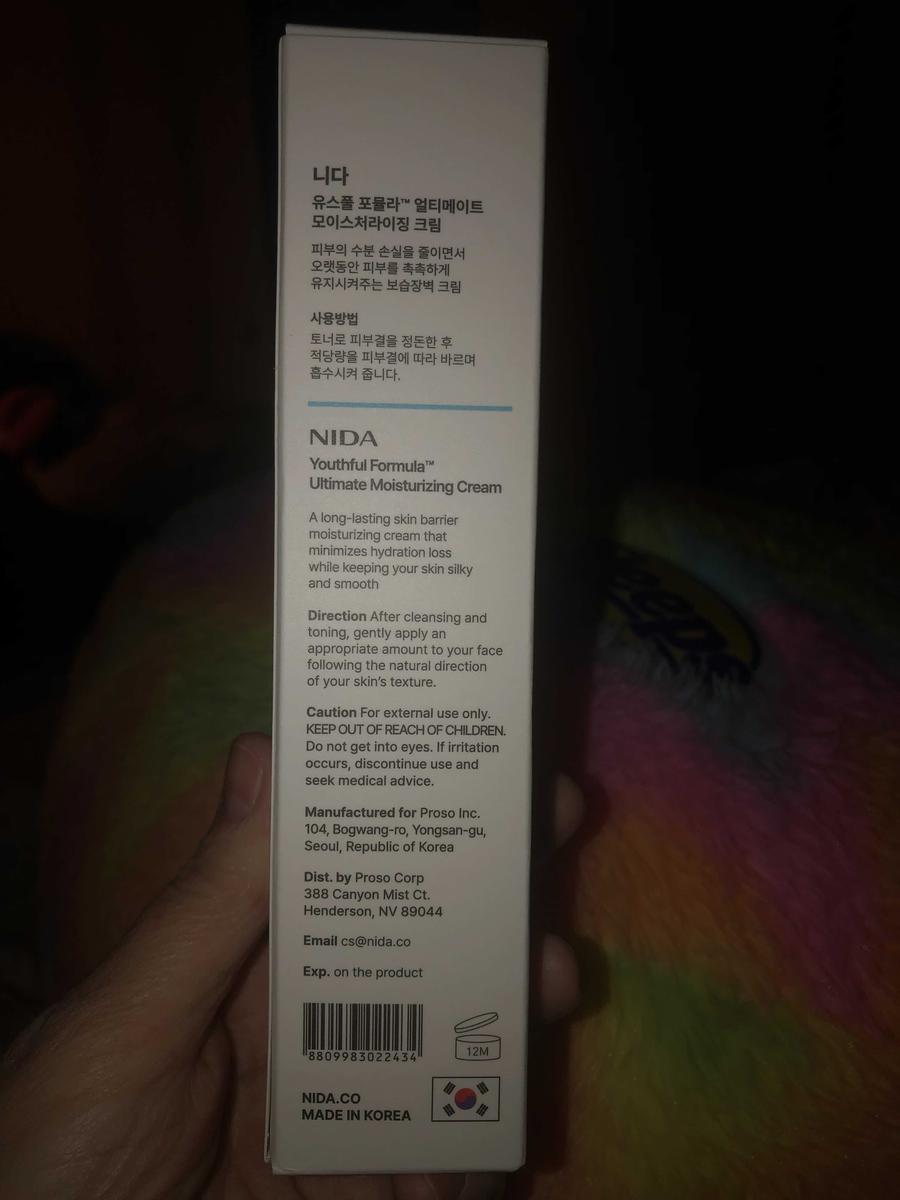 니다
유스풀 포뮬라™ 얼티메이트
모이스처라이징 크림
피부의 수분 손실을 줄이면서
오랫동안 피부를 촉촉하게
유지시켜주는 보습장벽 크림
사용방법
토너로 피부결을 정돈한 후
적당량을 피부결에 따라 바르며
흡수시켜 줍니다.
NIDA
Youthful Formula™
Ultimate Moisturizing Cream
A long-lasting skin barrier
moisturizing cream that
minimizes hydration loss
while keeping your skin silky
and smooth
Direction After cleansing and
toning, gently apply an
appropriate amount to your face
following the natural direction
of your skin's texture.
Caution For external use only.
KEEP OUT OF REACH OF CHILDREN.
Do not get into eyes. If irritation
occurs, discontinue use and
seek medical advice.
Manufactured for Proso Inc.
104, Bogwang-ro, Yongsan-gu,
Seoul, Republic of Korea
Dist. by Proso Corp
388 Canyon Mist Ct.
Henderson, NV 89044
Email cs@nida.co
Exp. on the product
8809983022434
12M
NIDA.CO
MADE IN KOREA